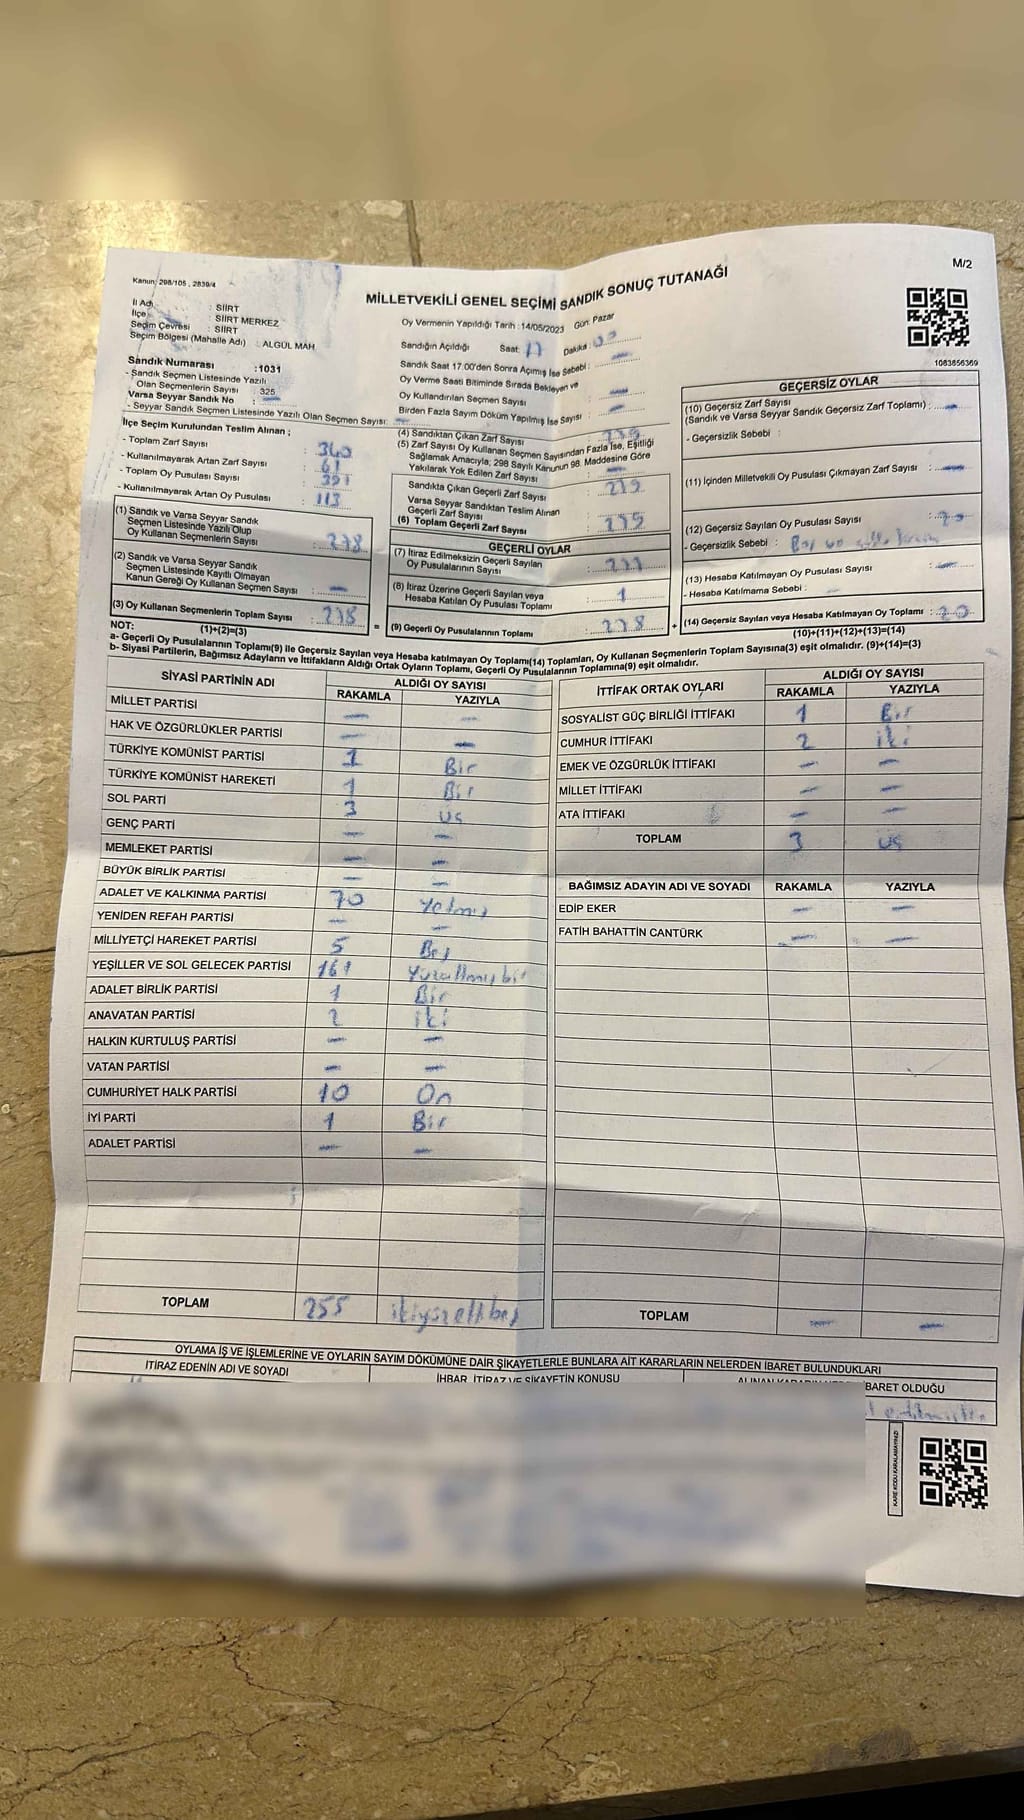 Kanun: 298/105 , 2839/4
M/2
MİLLETVEKİLİ GENEL SEÇİMİ SANDIK SONUÇ TUTANAĞI
İl Adı : SİİRT
İlçe : SİİRT MERKEZ
Seçim Çevresi : SİİRT
Seçim Bölgesi (Mahalle Adı) : ALGÜL MAH.
Sandık Numarası :1031
- Sandık Seçmen Listesinde Yazılı
Olan Seçmenlerin Sayısı : 325
Varsa Seyyar Sandık No
- Seyyar Sandık Seçmen Listesinde Yazılı Olan Seçmen Sayısı:
İlçe Seçim Kurulundan Teslim Alınan ;
- Toplam Zarf Sayısı : 360
- Kullanılmayarak Artan Zarf Sayısı : 61
- Toplam Oy Pusulası Sayısı : 391
- Kullanılmayarak Artan Oy Pusulası : 113
(1) Sandık ve Varsa Seyyar Sandık
Seçmen Listesinde Yazılı Olup
Oy Kullanan Seçmenlerin Sayısı : 278
(2) Sandık ve Varsa Seyyar Sandık
Seçmen Listesinde Kayıtlı Olmayan
Kanun Gereği Oy Kullanan Seçmen Sayısı : —
(3) Oy Kullanan Seçmenlerin Toplam Sayısı : 278 =
(1)+(2)=(3)
Oy Vermenin Yapıldığı Tarih :14/05/2023 Gün: Pazar
Sandığın Açıldığı Saat: 17 Dakika :
Sandık Saat 17.00'den Sonra Açımış İse Sebebi : —
Oy Verme Saati Bitiminde Sırada Bekleyen ve
Oy Kullandırılan Seçmen Sayısı : —
Birden Fazla Sayım Döküm Yapılmış İse Sayısı : —
(4) Sandıktan Çıkan Zarf Sayısı :
(5) Zarf Sayısı Oy Kullanan Seçmen Sayısından Fazla İse, Eşitliği
Sağlamak Amacıyla; 298 Sayılı Kanunun 98. Maddesine Göre
Yakılarak Yok Edilen Zarf Sayısı : —
Sandıkta Çıkan Geçerli Zarf Sayısı :
Varsa Seyyar Sandıktan Teslim Alınan
Geçerli Zarf Sayısı : —
(6) Toplam Geçerli Zarf Sayısı :
GEÇERLİ OYLAR
(7) İtiraz Edilmeksizin Geçerli Sayılan
Oy Pusulalarının Sayısı :
(8) İtiraz Üzerine Geçerli Sayılan veya
Hesaba Katılan Oy Pusulası Toplamı : 1
(9) Geçerli Oy Pusulalarının Toplamı : +
1083856369
GEÇERSİZ OYLAR
(10) Geçersiz Zarf Sayısı
(Sandık ve Varsa Seyyar Sandık Geçersiz Zarf Toplamı) : —
- Geçersizlik Sebebi :
(11) İçinden Milletvekili Oy Pusulası Çıkmayan Zarf Sayısı : —
(12) Geçersiz Sayılan Oy Pusulası Sayısı : 20
- Geçersizlik Sebebi :
(13) Hesaba Katılmayan Oy Pusulası Sayısı : —
- Hesaba Katılmama Sebebi : —
(14) Geçersiz Sayılan veya Hesaba Katılmayan Oy Toplamı : 20
(10)+(11)+(12)+(13)=(14)
NOT:
a- Geçerli Oy Pusulalarının Toplamı(9) ile Geçersiz Sayılan veya Hesaba katılmayan Oy Toplamı(14) Toplamları, Oy Kullanan Seçmenlerin Toplam Sayısına(3) eşit olmalıdır. (9)+(14)=(3)
b- Siyasi Partilerin, Bağımsız Adayların ve İttifakların Aldığı Ortak Oyların Toplamı, Geçerli Oy Pusulalarının Toplamına(9) eşit olmalıdır.
SİYASİ PARTİNİN ADI ALDIĞI OY SAYISI
RAKAMLA YAZIYLA
MİLLET PARTİSİ — —
HAK VE ÖZGÜRLÜKLER PARTİSİ — —
TÜRKİYE KOMÜNİST PARTİSİ 1 Bir
TÜRKİYE KOMÜNİST HAREKETİ 1 Bir
SOL PARTİ 3 üç
GENÇ PARTİ — —
MEMLEKET PARTİSİ — —
BÜYÜK BİRLİK PARTİSİ — —
ADALET VE KALKINMA PARTİSİ 70 Yetmiş
YENİDEN REFAH PARTİSİ — —
MİLLİYETÇİ HAREKET PARTİSİ 5 Beş
YEŞİLLER VE SOL GELECEK PARTİSİ 161 Yüzaltmışbir
ADALET BİRLİK PARTİSİ 1 Bir
ANAVATAN PARTİSİ 2 iki
HALKIN KURTULUŞ PARTİSİ — —
VATAN PARTİSİ — —
CUMHURİYET HALK PARTİSİ 10 On
İYİ PARTİ 1 Bir
ADALET PARTİSİ — —
TOPLAM 255 ikiyüzellibeş
İTTİFAK ORTAK OYLARI ALDIĞI OY SAYISI
RAKAMLA YAZIYLA
SOSYALİST GÜÇ BİRLİĞİ İTTİFAKI 1 Bir
CUMHUR İTTİFAKI 2 iki
EMEK VE ÖZGÜRLÜK İTTİFAKI — —
MİLLET İTTİFAKI — —
ATA İTTİFAKI — —
TOPLAM 3 üç
BAĞIMSIZ ADAYIN ADI VE SOYADI RAKAMLA YAZIYLA
EDİP EKER — —
FATİH BAHATTİN CANTÜRK — —
TOPLAM — —
OYLAMA İŞ VE İŞLEMLERİNE VE OYLARIN SAYIM DÖKÜMÜNE DAİR ŞİKAYETLERLE BUNLARA AİT KARARLARIN NELERDEN İBARET BULUNDUKLARI
İTİRAZ EDENİN ADI VE SOYADI
İHBAR, İTİRAZ VE ŞİKAYETİN KONUSU
ALINAN KARARIN NEDEN İBARET OLDUĞU
KARE KODU KARALAMAYINIZ!